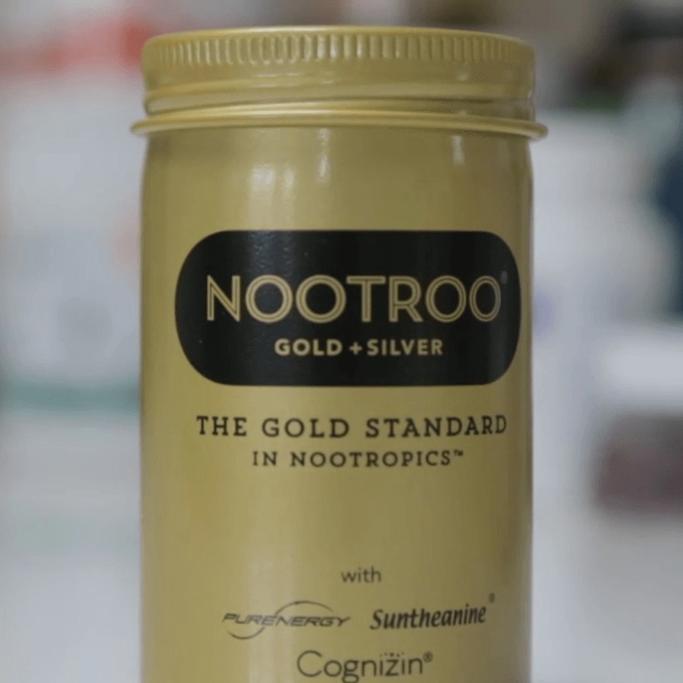 NOOTROO®
GOLD + SILVER
THE GOLD STANDARD
IN NOOTROPICS™
with
PURENERGY Suntheanine®
Cognizin®